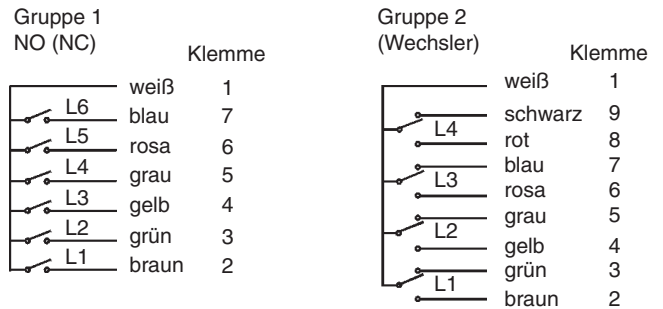 Gruppe 1
NO (NC)
Klemme
weiß 1
L6 blau 7
L5 rosa 6
L4 grau 5
L3 gelb 4
L2 grün 3
L1 braun 2
Gruppe 2
(Wechsler)
Klemme
weiß 1
schwarz 9
L4
rot 8
blau 7
L3
rosa 6
grau 5
L2
gelb 4
grün 3
L1
braun 2